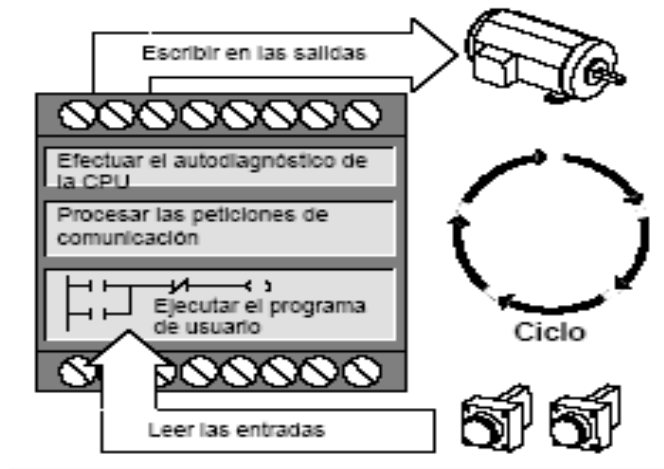 Escribir en las salidas
Efectuar el autodiagnóstico de
la CPU
Procesar las peticiones de
comunicación
Ejecutar el programa
de usuario
Ciclo
Leer las entradas